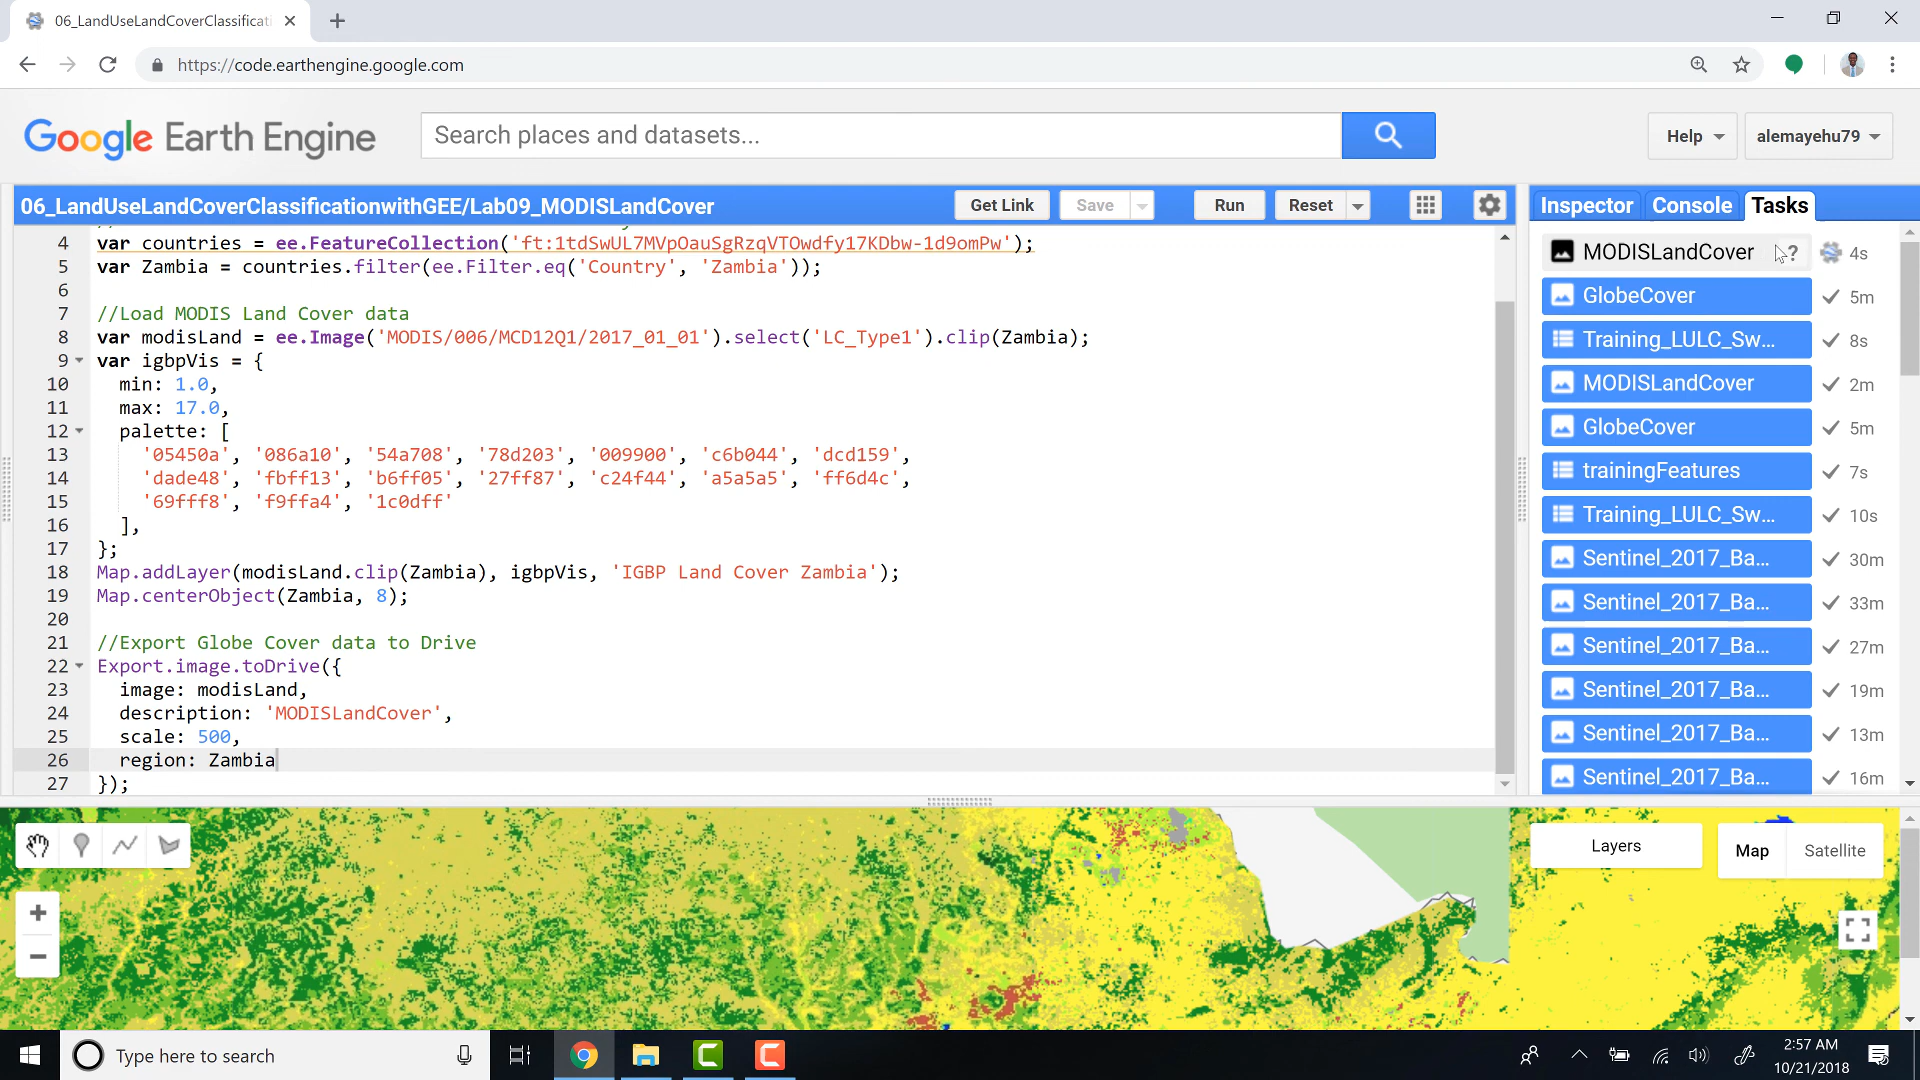 06_LandUseLandCoverClassificati
https://code.earthengine.google.com
Google Earth Engine
Search places and datasets...
Help
alemayehu79
06_LandUseLandCoverClassificationwithGEE/Lab09_MODISLandCover
Get Link
Save
Run
Reset
Inspector
Console
Tasks
4 var countries = ee.FeatureCollection('ft:1tdSwUL7MVpOauSgRzqVTOwdfy17KDbw-1d9omPw');
5 var Zambia = countries.filter(ee.Filter.eq('Country', 'Zambia'));
6
7 //Load MODIS Land Cover data
8 var modisLand = ee.Image('MODIS/006/MCD12Q1/2017_01_01').select('LC_Type1').clip(Zambia);
9 var igbpVis = {
10 min: 1.0,
11 max: 17.0,
12 palette: [
13 '05450a', '086a10', '54a708', '78d203', '009900', 'c6b044', 'dcd159',
14 'dade48', 'fbff13', 'b6ff05', '27ff87', 'c24f44', 'a5a5a5', 'ff6d4c',
15 '69fff8', 'f9ffa4', '1c0dff'
16 ],
17 };
18 Map.addLayer(modisLand.clip(Zambia), igbpVis, 'IGBP Land Cover Zambia');
19 Map.centerObject(Zambia, 8);
20
21 //Export Globe Cover data to Drive
22 Export.image.toDrive({
23 image: modisLand,
24 description: 'MODISLandCover',
25 scale: 500,
26 region: Zambia
27 });
MODISLandCover ? 4s
GlobeCover 5m
Training_LULC_Sw... 8s
MODISLandCover 2m
GlobeCover 5m
trainingFeatures 7s
Training_LULC_Sw... 10s
Sentinel_2017_Ba... 30m
Sentinel_2017_Ba... 33m
Sentinel_2017_Ba... 27m
Sentinel_2017_Ba... 19m
Sentinel_2017_Ba... 13m
Sentinel_2017_Ba... 16m
Layers
Map
Satellite
Type here to search
2:57 AM
10/21/2018